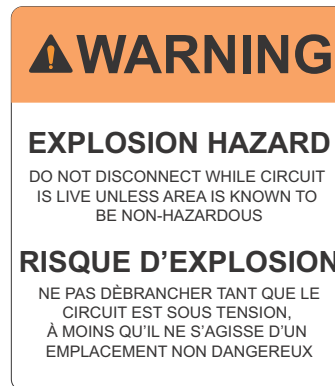 WARNING
EXPLOSION HAZARD
DO NOT DISCONNECT WHILE CIRCUIT
IS LIVE UNLESS AREA IS KNOWN TO
BE NON-HAZARDOUS
RISQUE D'EXPLOSION
NE PAS DÈBRANCHER TANT QUE LE
CIRCUIT EST SOUS TENSION,
À MOINS QU'IL NE S'AGISSE D'UN
EMPLACEMENT NON DANGEREUX